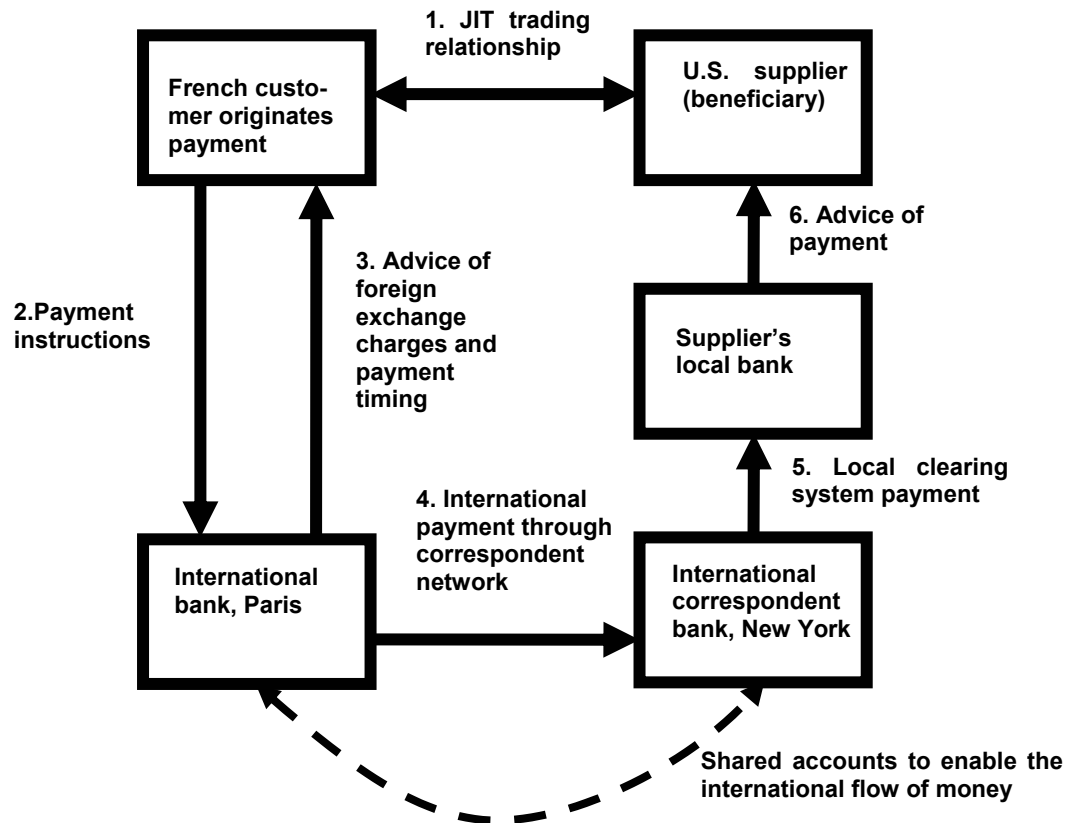 1. JIT trading
relationship
French custo-
mer originates
payment
U.S. supplier
(beneficiary)
2.Payment
instructions
3. Advice of
foreign
exchange
charges and
payment
timing
6. Advice of
payment
Supplier’s
local bank
4. International
payment through
correspondent
network
5. Local clearing
system payment
International
bank, Paris
International
correspondent
bank, New York
Shared accounts to enable the
international flow of money